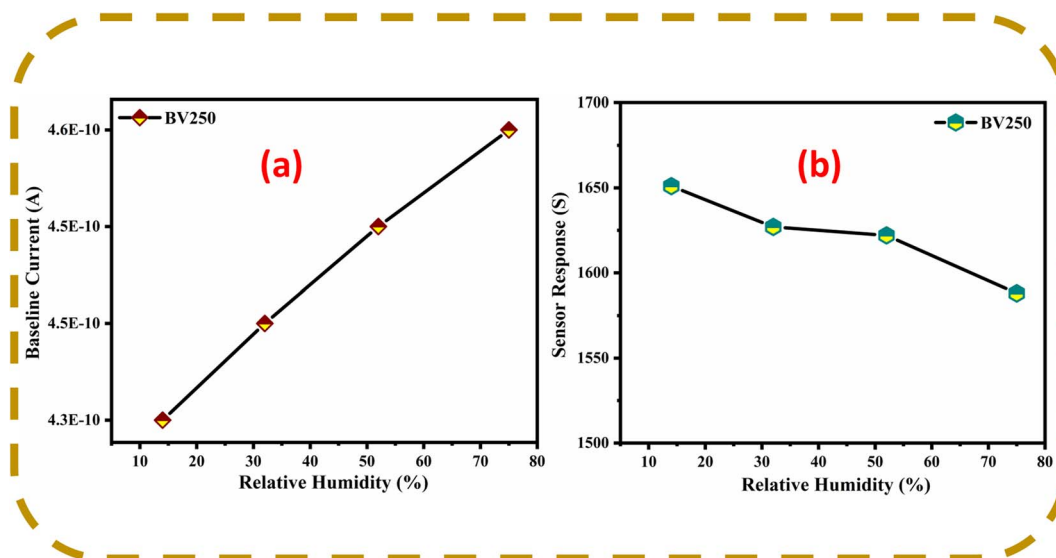 BV250
(a)
4.6E-10
4.5E-10
4.5E-10
4.3E-10
Baseline Current (A)
10 20 30 40 50 60 70 80
Relative Humidity (%)
BV250
(b)
1700
1650
1600
1550
1500
Sensor Response (S)
10 20 30 40 50 60 70 80
Relative Humidity (%)